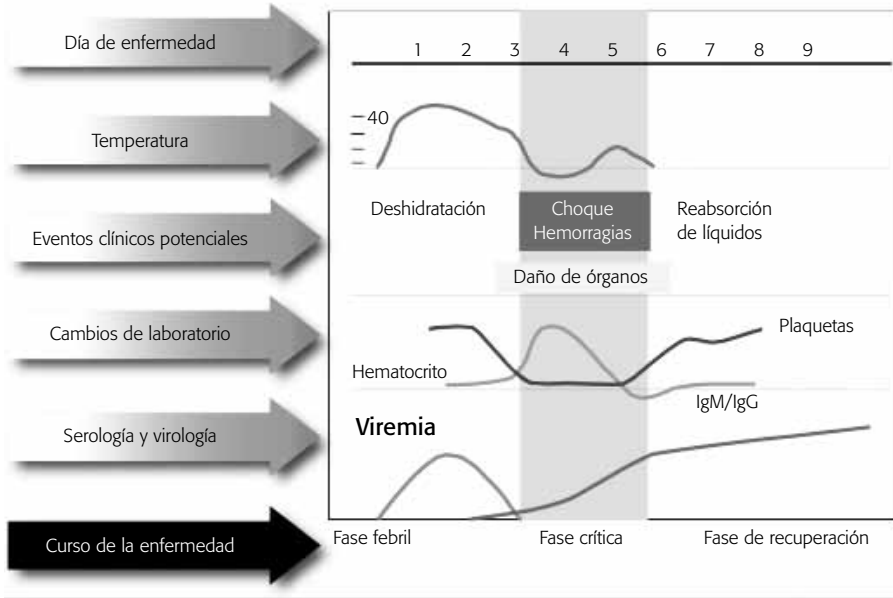 Día de enfermedad
1 2 3 4 5 6 7 8 9
Temperatura
40
Eventos clínicos potenciales
Deshidratación
Choque
Hemorragias
Reabsorción
de líquidos
Daño de órganos
Cambios de laboratorio
Plaquetas
Hematocrito
IgM/IgG
Serología y virología
Viremia
Curso de la enfermedad
Fase febril
Fase crítica
Fase de recuperación